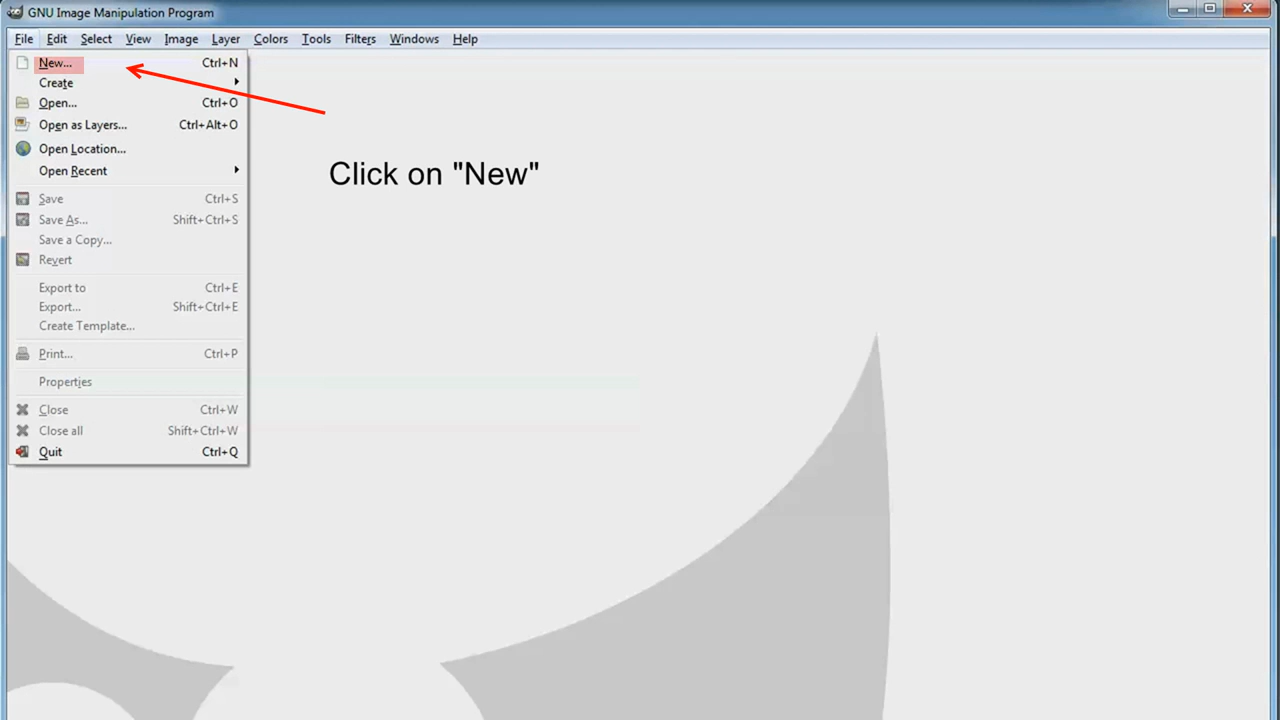 GNU Image Manipulation Program
File Edit Select View Image Layer Colors Tools Filters Windows Help
New... Ctrl+N
Create
Open... Ctrl+O
Open as Layers... Ctrl+Alt+O
Open Location...
Open Recent
Save Ctrl+S
Save As... Shift+Ctrl+S
Save a Copy...
Revert
Export to Ctrl+E
Export... Shift+Ctrl+E
Create Template...
Print... Ctrl+P
Properties
Close Ctrl+W
Close all Shift+Ctrl+W
Quit Ctrl+Q
Click on "New"